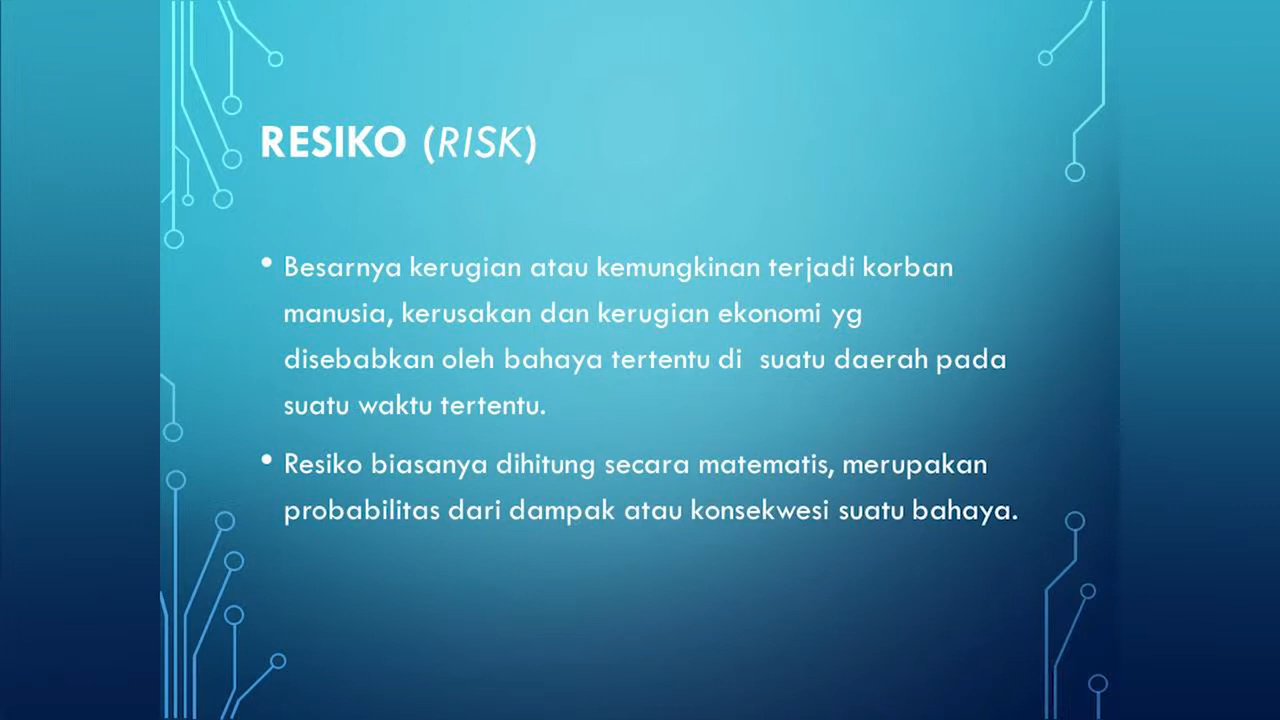 RESIKO (RISK)
• Besarnya kerugian atau kemungkinan terjadi korban
manusia, kerusakan dan kerugian ekonomi yg
disebabkan oleh bahaya tertentu di  suatu daerah pada
suatu waktu tertentu.
• Resiko biasanya dihitung secara matematis, merupakan
probabilitas dari dampak atau konsekwesi suatu bahaya.